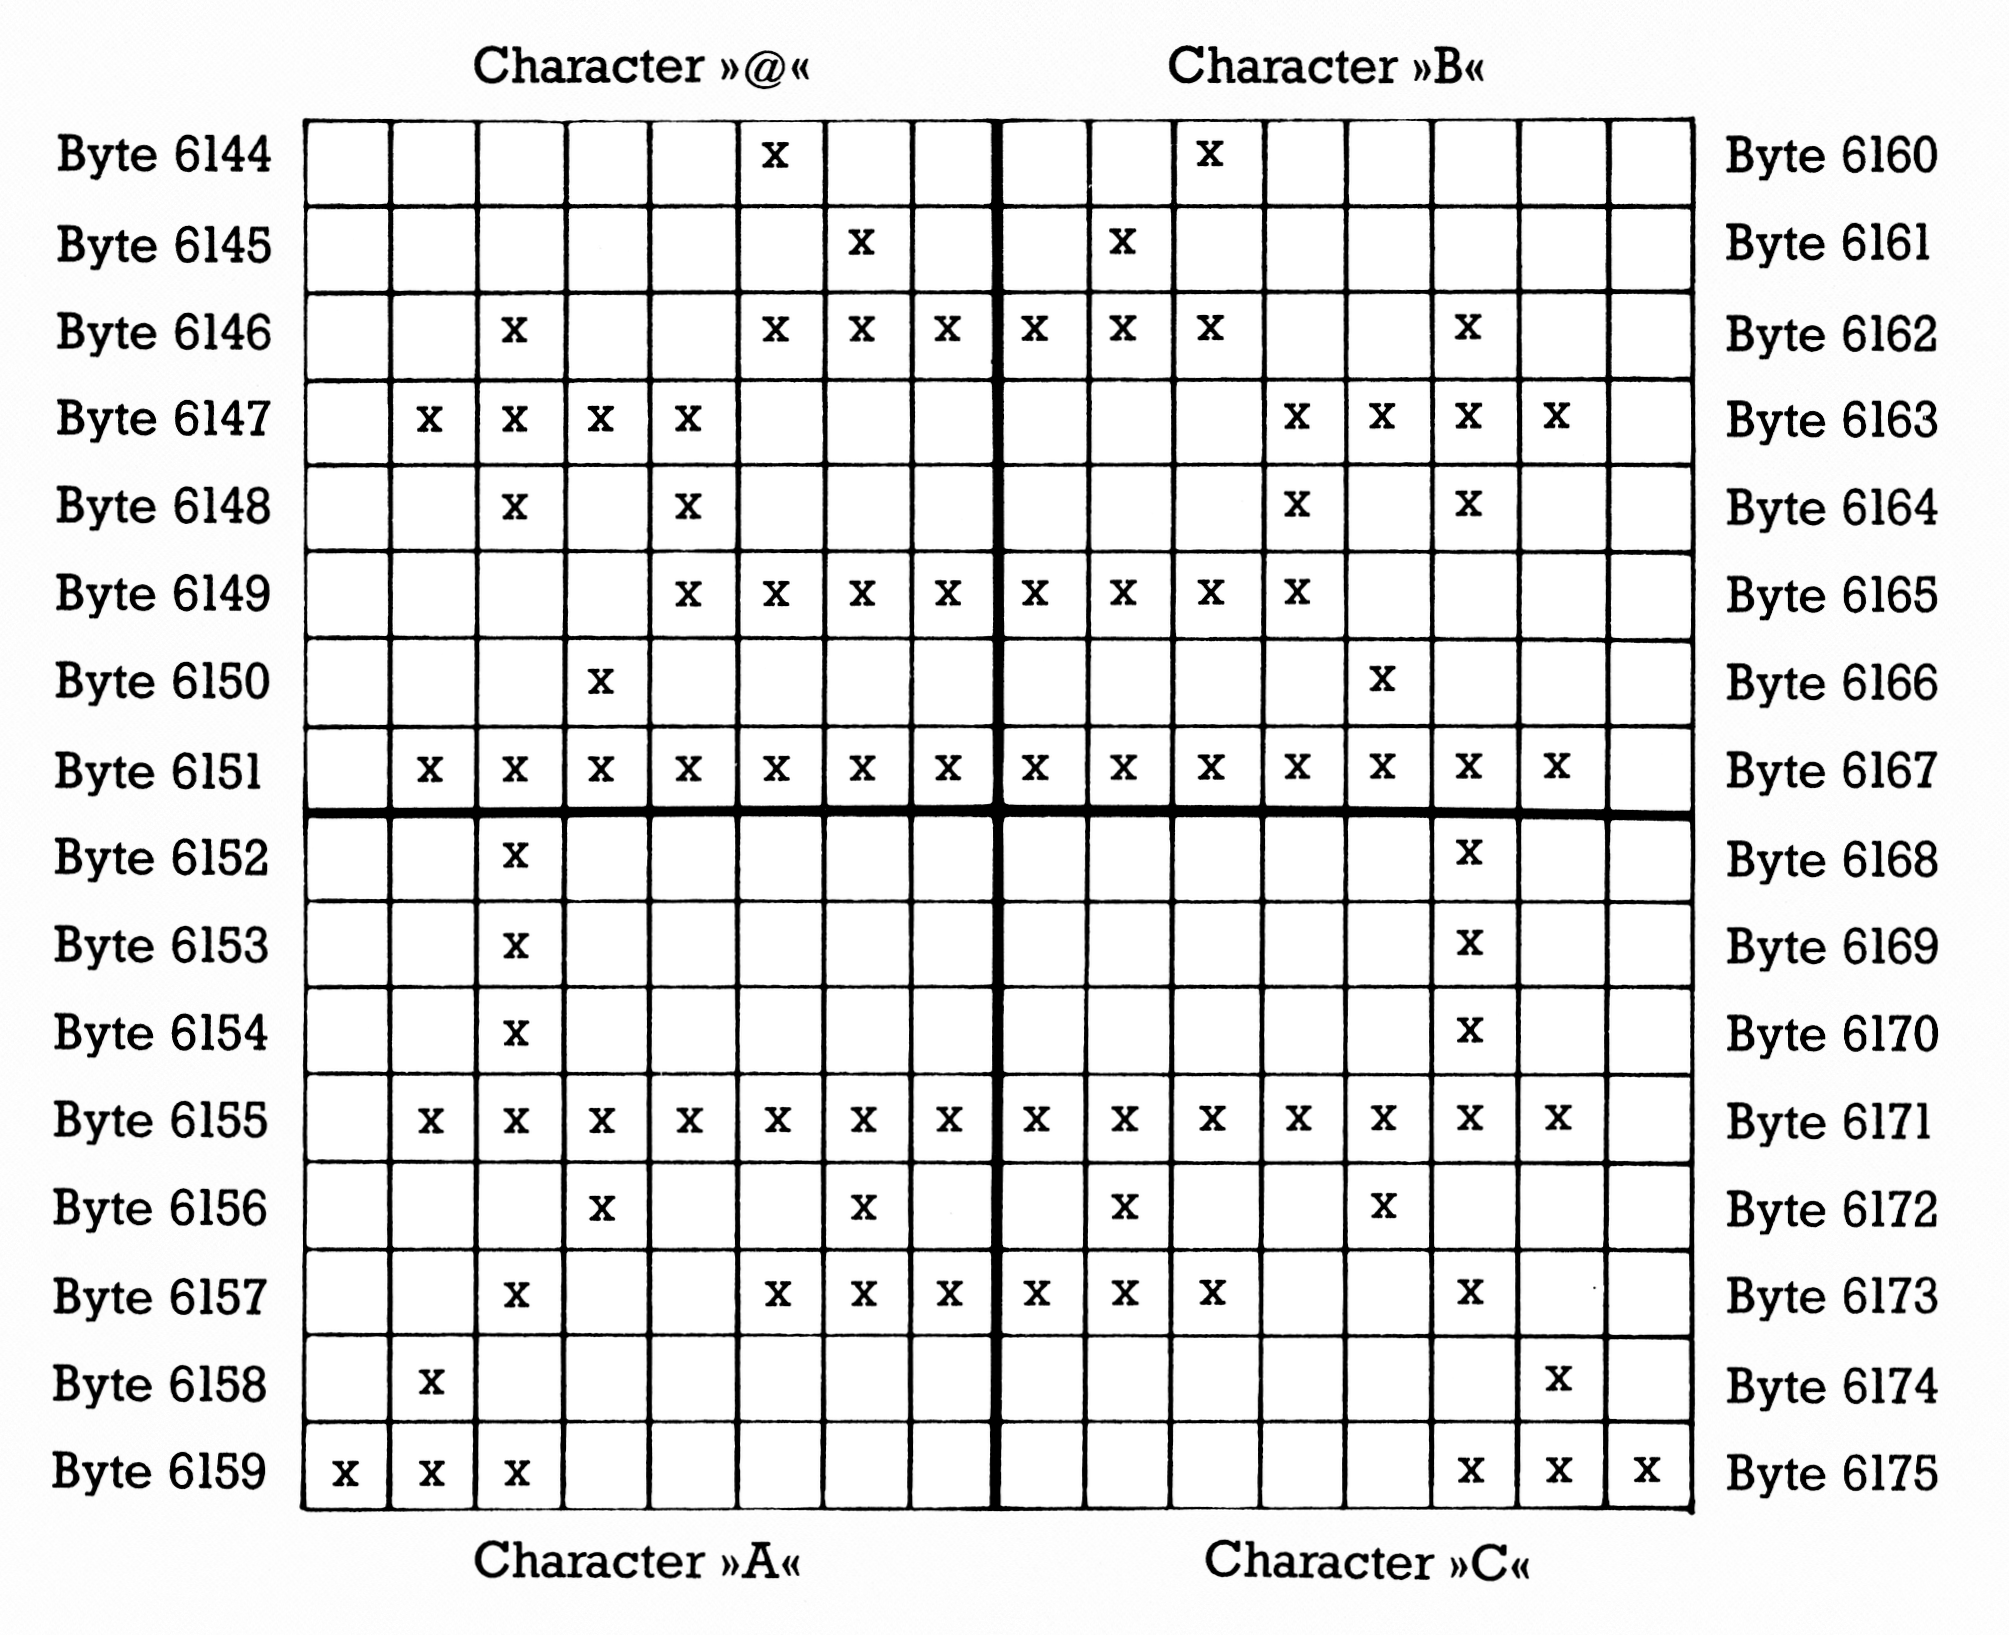 Character »@« Character »B«
Byte 6144 x x Byte 6160
Byte 6145 x x Byte 6161
Byte 6146 x x x x x x x x Byte 6162
Byte 6147 x x x x x x x x Byte 6163
Byte 6148 x x x x Byte 6164
Byte 6149 x x x x x x x x Byte 6165
Byte 6150 x x Byte 6166
Byte 6151 x x x x x x x x x x x x x x Byte 6167
Byte 6152 x x Byte 6168
Byte 6153 x x Byte 6169
Byte 6154 x x Byte 6170
Byte 6155 x x x x x x x x x x x x x x Byte 6171
Byte 6156 x x x x Byte 6172
Byte 6157 x x x x x x x x Byte 6173
Byte 6158 x x Byte 6174
Byte 6159 x x x x x x Byte 6175
Character »A« Character »C«